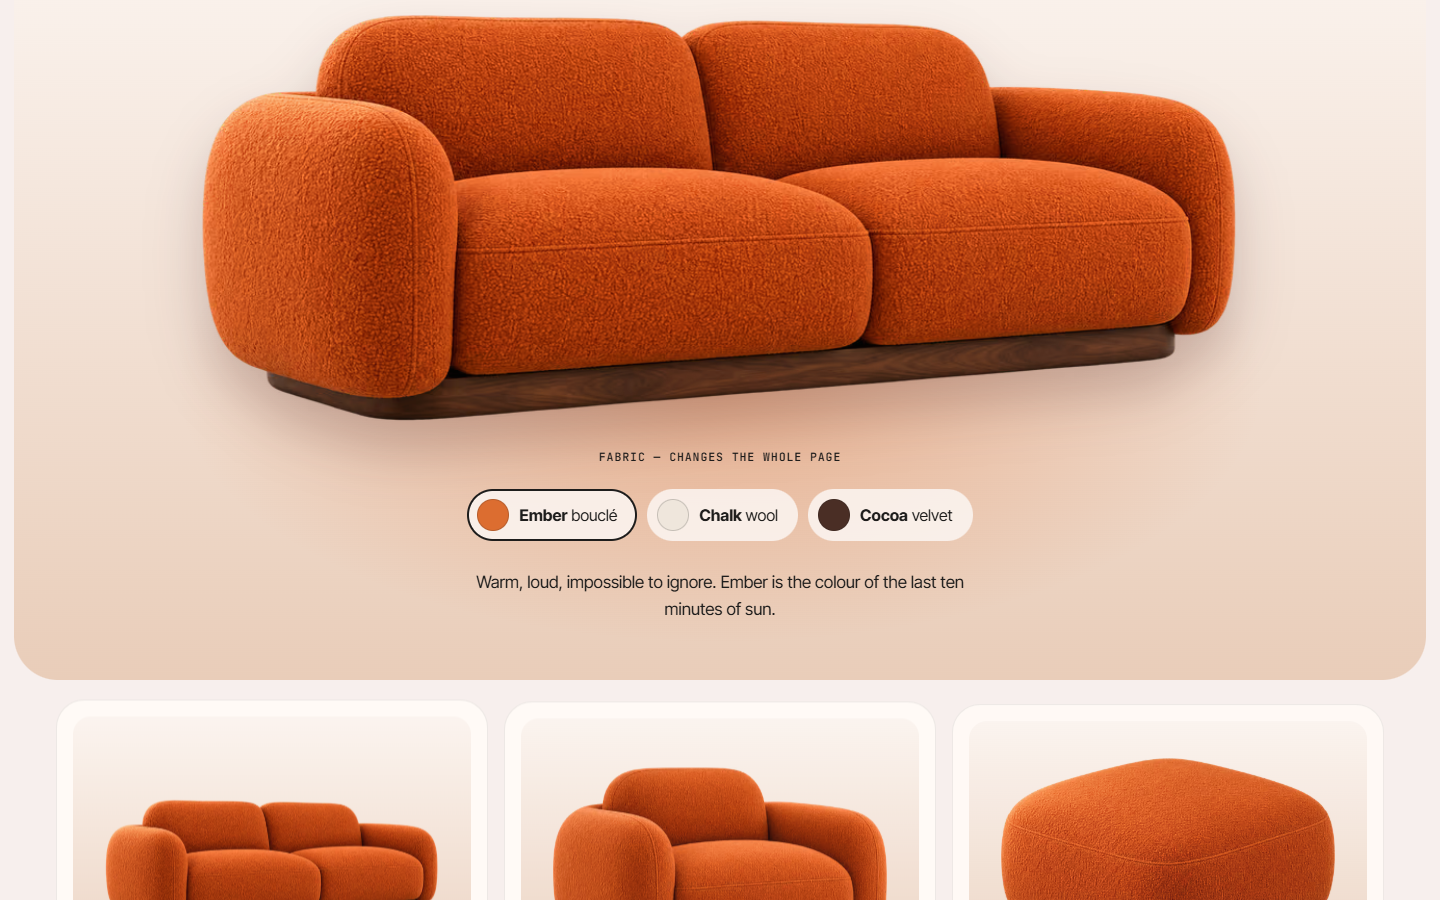 FABRIC — CHANGES THE WHOLE PAGE
Ember bouclé
Chalk wool
Cocoa velvet
Warm, loud, impossible to ignore. Ember is the colour of the last ten
minutes of sun.